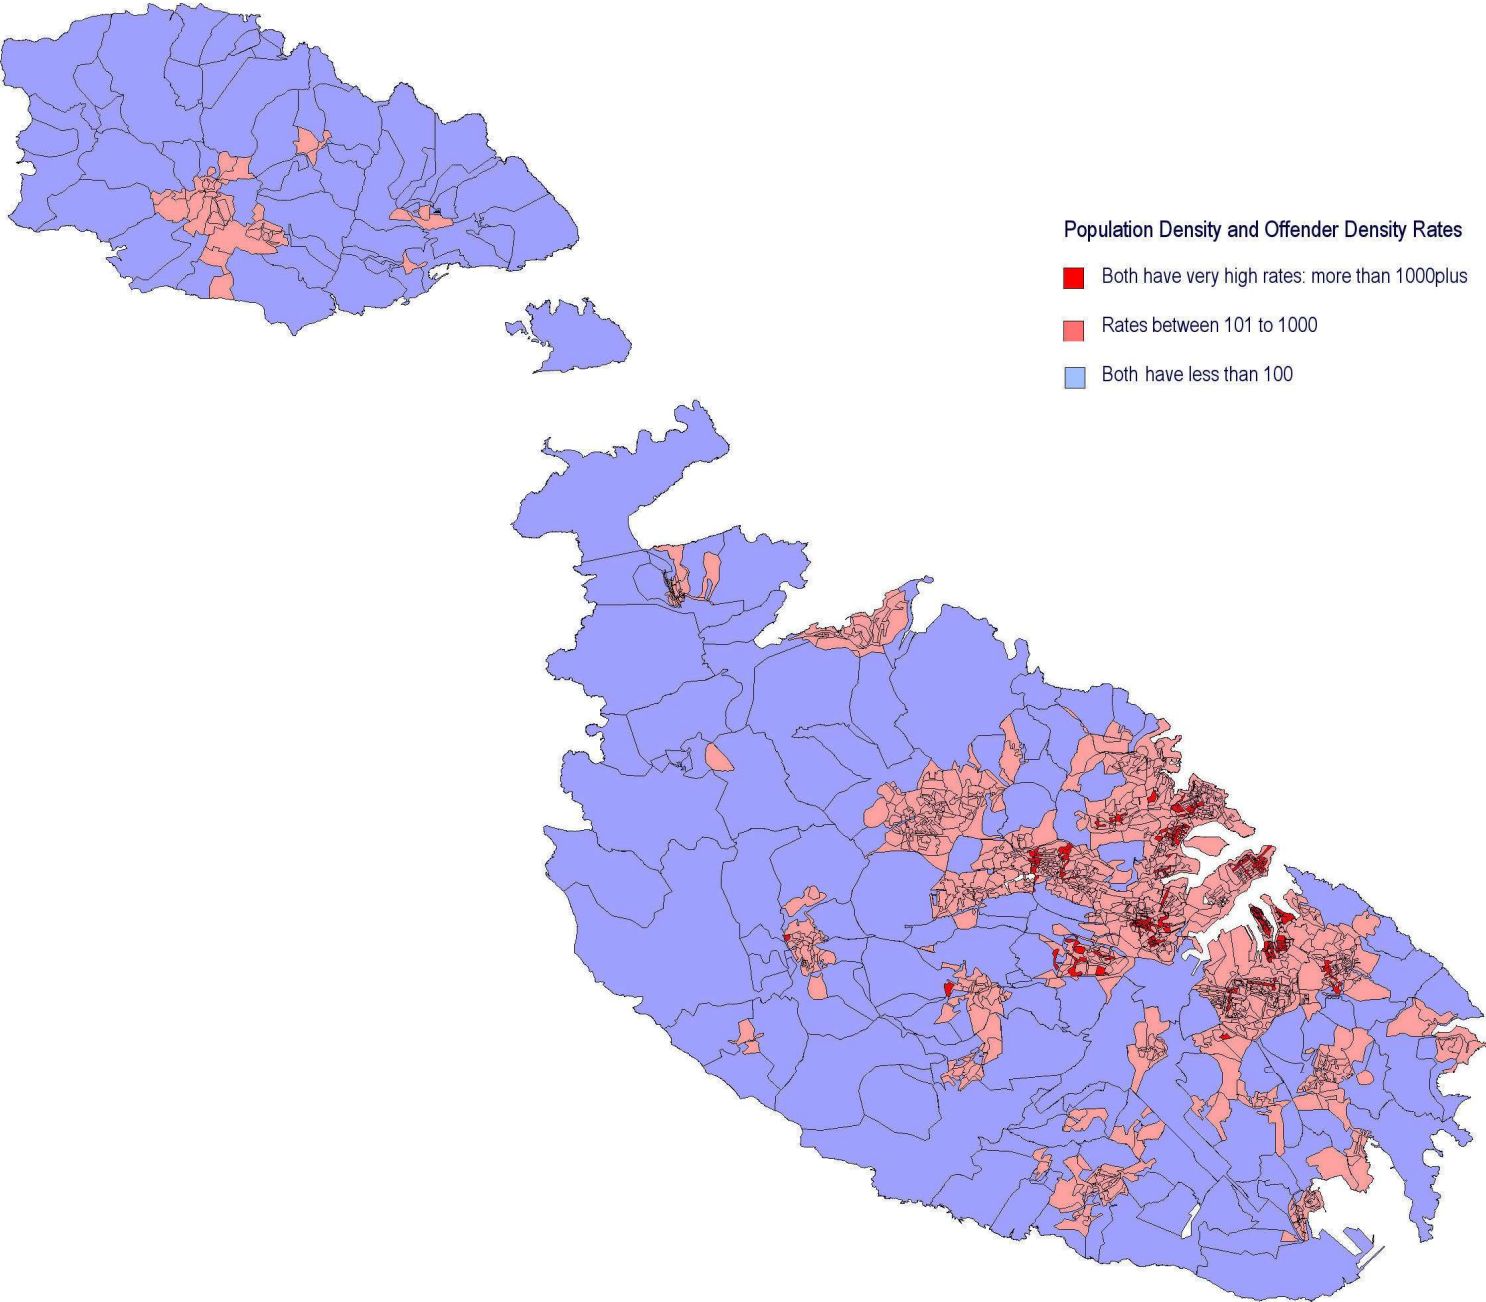 Population Density and Offender Density Rates
Both have very high rates: more than 1000plus
Rates between 101 to 1000
Both have less than 100